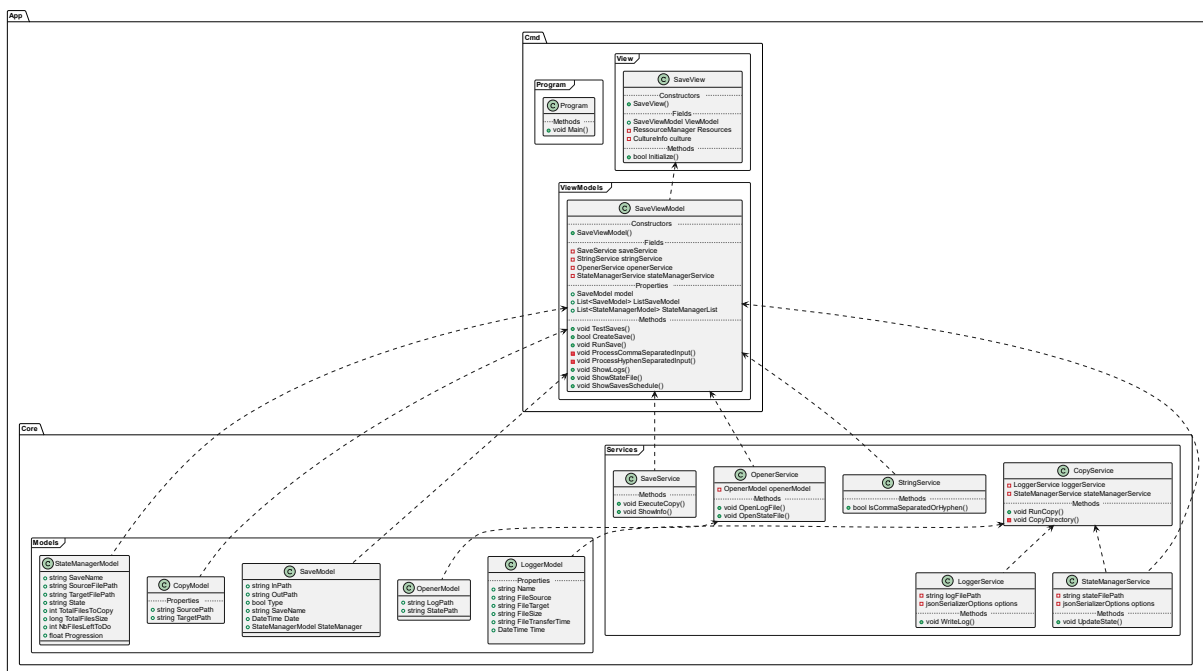 App
Cmd
View
C SaveView
Constructors
SaveView()
Fields
SaveViewModel ViewModel
RessourceManager Resources
CultureInfo culture
Methods
bool Initialize()
Program
C Program
Methods
void Main()
ViewModels
C SaveViewModel
Constructors
SaveViewModel()
Fields
SaveService saveService
StringService stringService
OpenerService openerService
StateManagerService stateManagerService
Properties
SaveModel model
List<SaveModel> ListSaveModel
List<StateManagerModel> StateManagerList
Methods
void TestSaves()
bool CreateSave()
void RunSave()
void ProcessCommaSeparatedInput()
void ProcessHyphenSeparatedInput()
void ShowLogs()
void ShowStateFile()
void ShowSavesSchedule()
Core
Services
C SaveService
Methods
void ExecuteCopy()
void ShowInfo()
C OpenerService
OpenerModel openerModel
Methods
void OpenLogFile()
void OpenStateFile()
C StringService
Methods
bool IsCommaSeparatedOrHyphen()
C CopyService
LoggerService loggerService
StateManagerService stateManagerService
Methods
void RunCopy()
void CopyDirectory()
C LoggerService
string logFilePath
jsonSerializerOptions options
Methods
void WriteLog()
C StateManagerService
string stateFilePath
jsonSerializerOptions options
Methods
void UpdateState()
Models
C StateManagerModel
string SaveName
string SourceFilePath
string TargetFilePath
string State
int TotalFilesToCopy
long TotalFilesSize
int NbFilesLeftToDo
float Progression
C CopyModel
Properties
string SourcePath
string TargetPath
C SaveModel
string InPath
string OutPath
bool Type
string SaveName
DateTime Date
StateManagerModel StateManager
C OpenerModel
string LogPath
string StatePath
C LoggerModel
Properties
string Name
string FileSource
string FileTarget
string FileSize
string FileTransferTime
DateTime Time